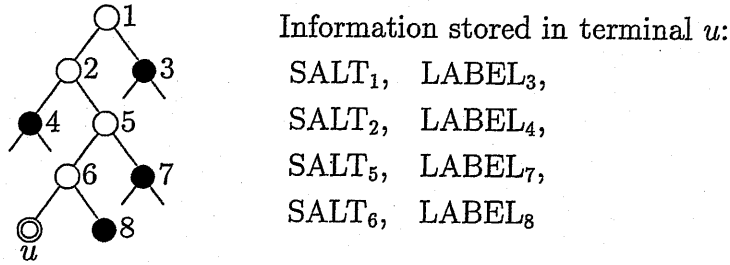 1
2
3
4
5
6
7
8
u
Information stored in terminal u:
SALT₁, LABEL₃,
SALT₂, LABEL₄,
SALT₅, LABEL₇,
SALT₆, LABEL₈